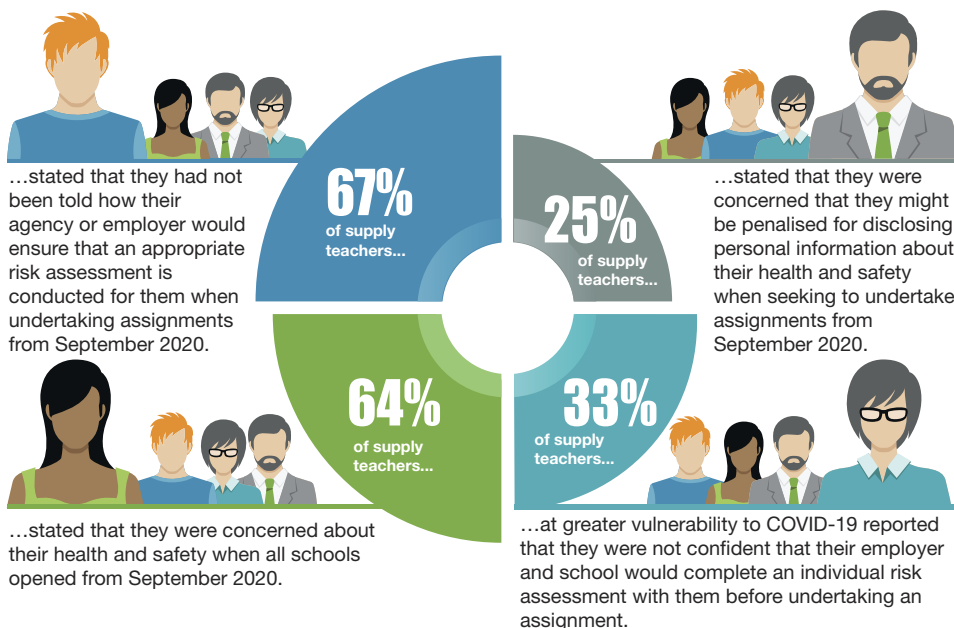 67%
of supply
teachers...
…stated that they had not
been told how their
agency or employer would
ensure that an appropriate
risk assessment is
conducted for them when
undertaking assignments
from September 2020.
25%
of supply
teachers...
…stated that they were
concerned that they might
be penalised for disclosing
personal information about
their health and safety
when seeking to undertake
assignments from
September 2020.
64%
of supply
teachers...
…stated that they were concerned about
their health and safety when all schools
opened from September 2020.
33%
of supply
teachers...
…at greater vulnerability to COVID-19 reported
that they were not confident that their employer
and school would complete an individual risk
assessment with them before undertaking an
assignment.